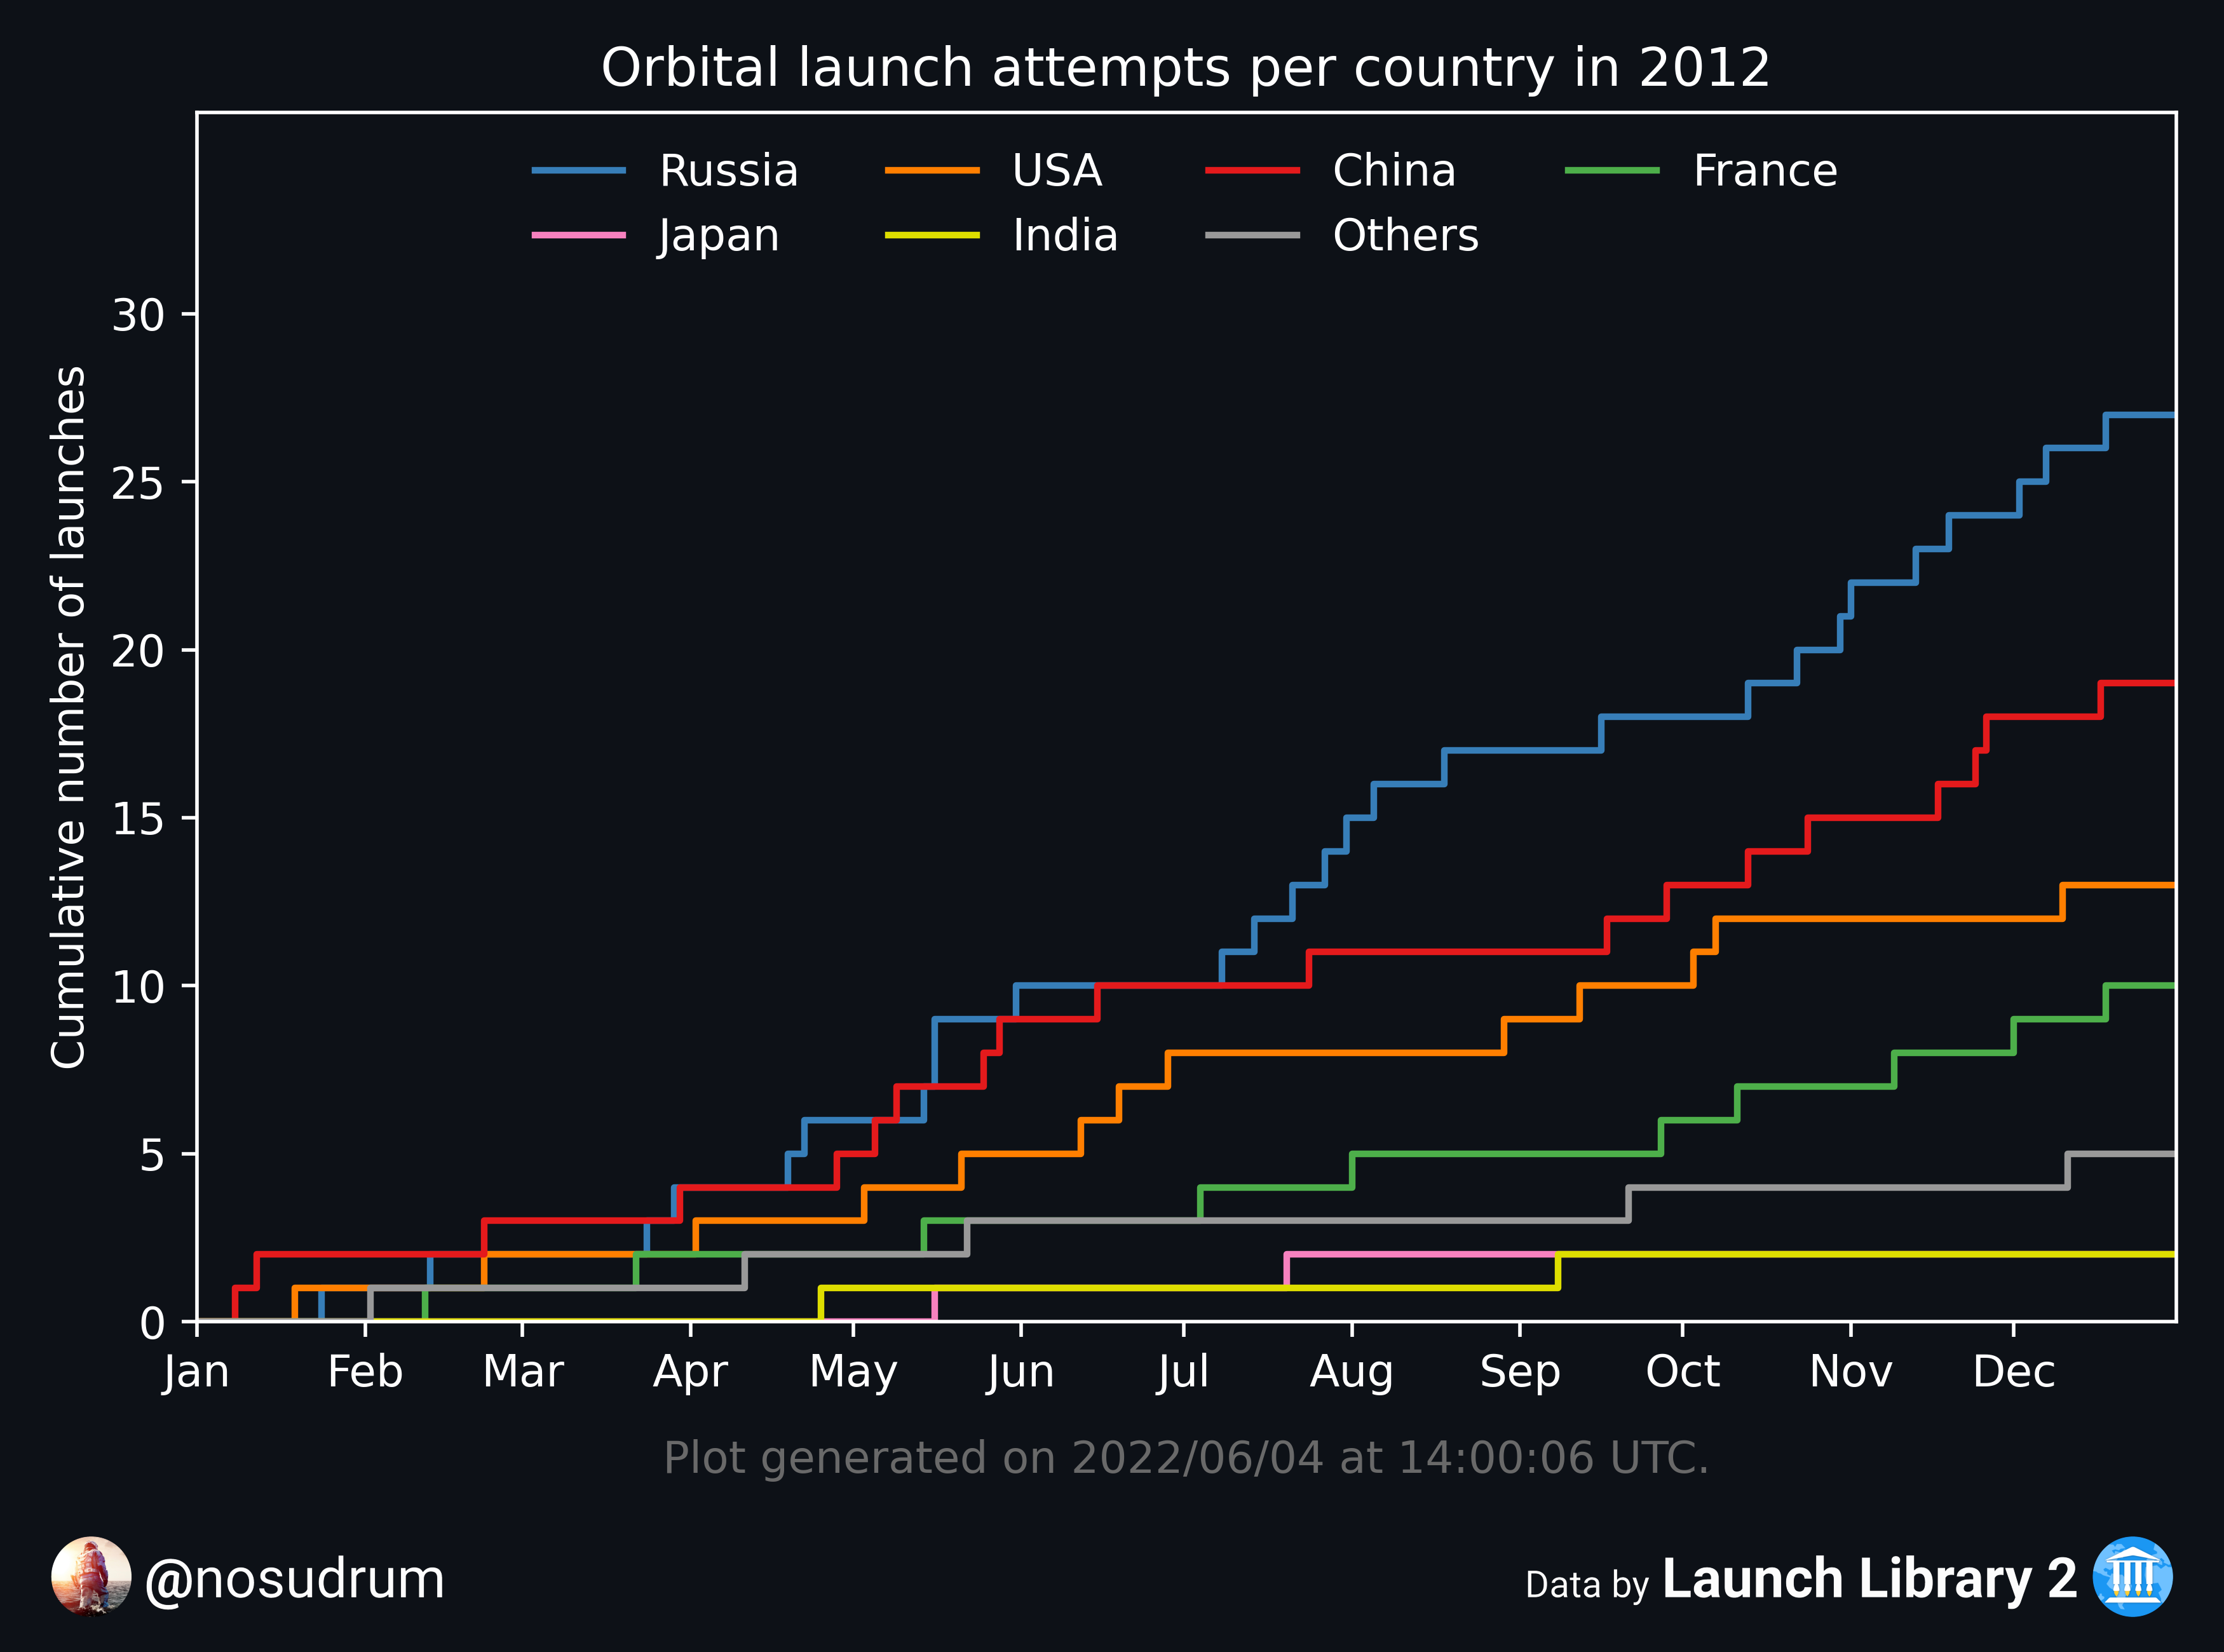 Orbital launch attempts per country in 2012
Russia USA China France
Japan India Others
Cumulative number of launches
30
25
20
15
10
5
0
Jan Feb Mar Apr May Jun Jul Aug Sep Oct Nov Dec
Plot generated on 2022/06/04 at 14:00:06 UTC.
@nosudrum
Data by Launch Library 2